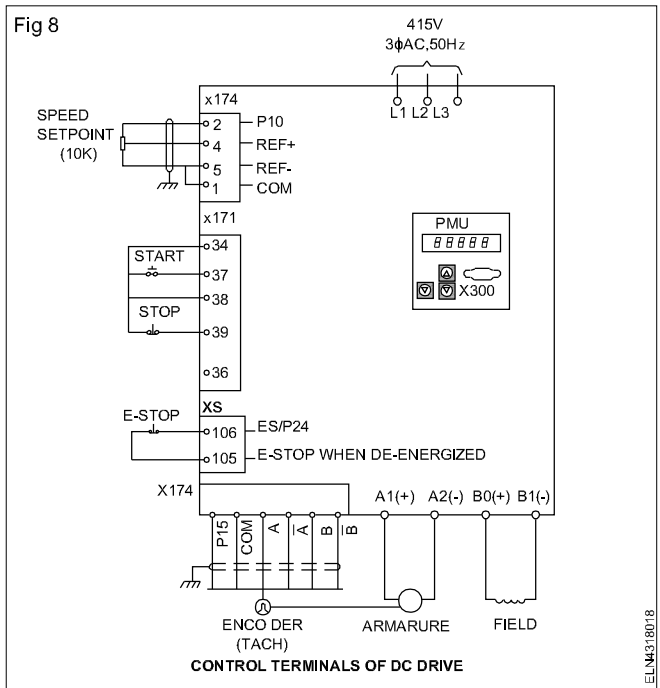 Fig 8
415V
3ϕAC,50Hz
L1 L2 L3
x174
SPEED
SETPOINT
(10K)
2 P10
4 REF+
5 REF-
1 COM
x171
34
START
37
38
STOP
39
36
PMU
88888
X300
XS
E-STOP
106 ES/P24
105 E-STOP WHEN DE-ENERGIZED
X174
A1(+) A2(-) B0(+) B1(-)
P15 COM A A̅ B B̅
ENCO DER
(TACH)
ARMARURE
FIELD
CONTROL TERMINALS OF DC DRIVE
ELN4318018